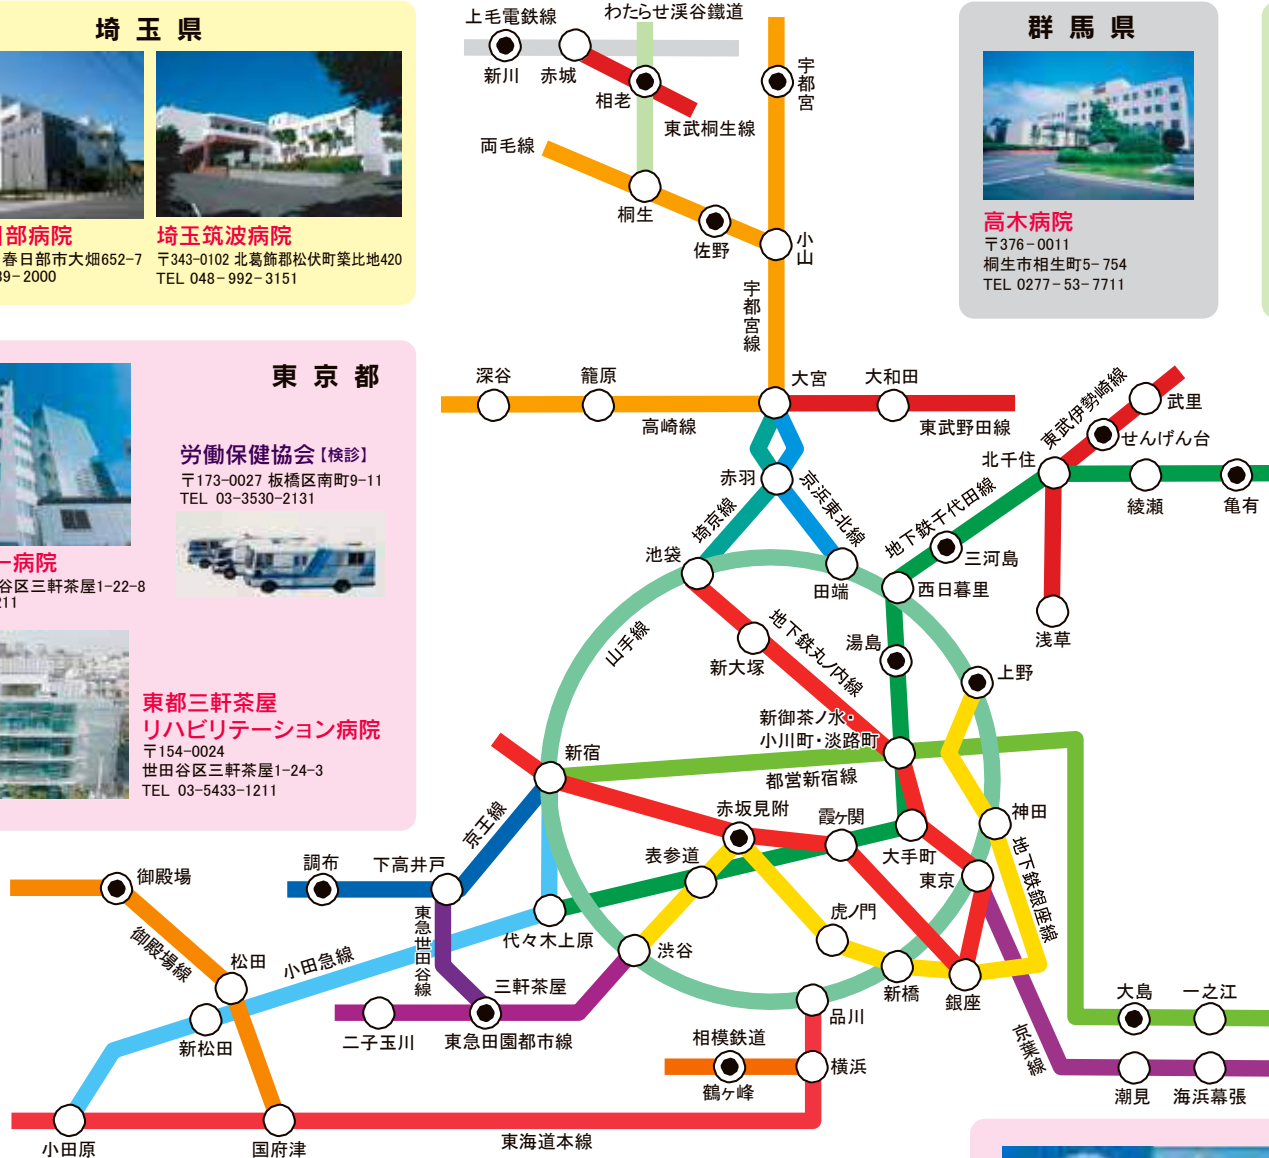 埼玉県
日部病院
春日部市大畑652-7
39-2000
埼玉筑波病院
〒343-0102 北葛飾郡松伏町築比地420
TEL 048-992-3151
東京都
労働保健協会【検診】
〒173-0027 板橋区南町9-11
TEL 03-3530-2131
ー病院
谷区三軒茶屋1-22-8
211
東都三軒茶屋
リハビリテーション病院
〒154-0024
世田谷区三軒茶屋1-24-3
TEL 03-5433-1211
群馬県
高木病院
〒376-0011
桐生市相生町5-754
TEL 0277-53-7711
上毛電鉄線
わたらせ渓谷鐵道
新川
赤城
相老
東武桐生線
宇都宮
両毛線
桐生
佐野
小山
宇都宮線
深谷
籠原
高崎線
大宮
大和田
東武野田線
東武伊勢崎線
武里
せんげん台
北千住
綾瀬
亀有
赤羽
埼京線
京浜東北線
地下鉄千代田線
三河島
池袋
田端
西日暮里
浅草
山手線
新大塚
地下鉄丸ノ内線
湯島
上野
新御茶ノ水・
小川町・淡路町
新宿
都営新宿線
京王線
赤坂見附
霞ヶ関
神田
表参道
大手町
東京
地下鉄銀座線
御殿場
調布
下高井戸
東急世田谷線
代々木上原
虎ノ門
渋谷
御殿場線
松田
小田急線
新橋
銀座
三軒茶屋
新松田
二子玉川
東急田園都市線
品川
大島
一之江
相模鉄道
横浜
鶴ヶ峰
京葉線
潮見
海浜幕張
小田原
国府津
東海道本線